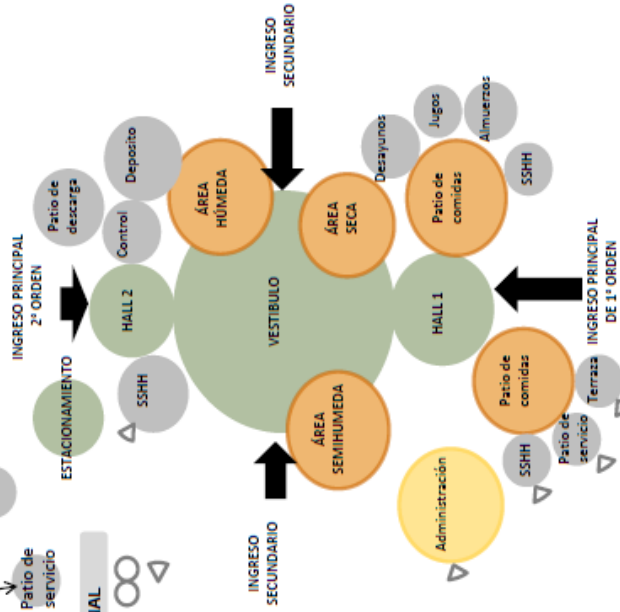 INGRESO PRINCIPAL
2° ORDEN
Patio de
descarga
Deposito
Control
HALL 2
ESTACIONAMIENTO
SSHH
ÁREA
HÚMEDA
INGRESO
SECUNDARIO
VESTIBULO
ÁREA
SECA
ÁREA
SEMIHUMEDA
INGRESO
SECUNDARIO
Desayunos
Jugos
Almuerzos
Patio de
comidas
SSHH
HALL 1
INGRESO PRINCIPAL
DE 1° ORDEN
Patio de
comidas
Terraza
Patio de
servicio
SSHH
Administración
Patio de
servicio
IAL